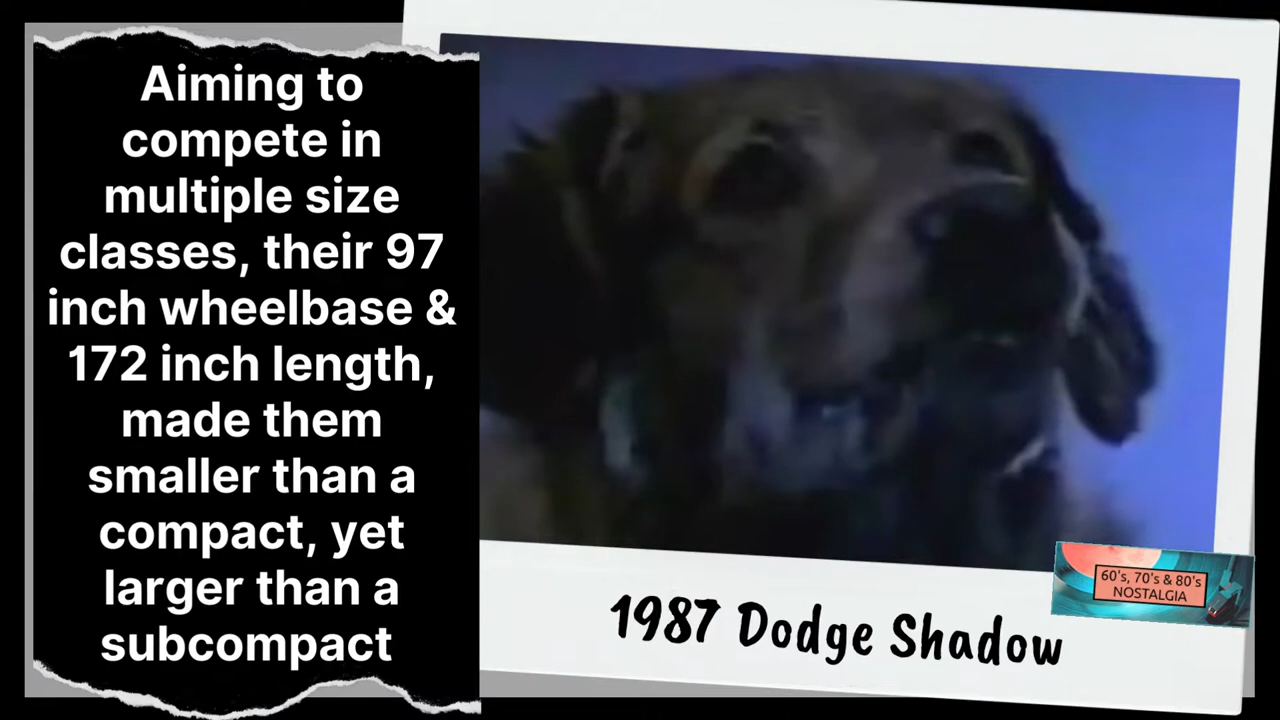 Aiming to
compete in
multiple size
classes, their 97
inch wheelbase &
172 inch length,
made them
smaller than a
compact, yet
larger than a
subcompact
1987 Dodge Shadow
60's, 70's & 80's
NOSTALGIA